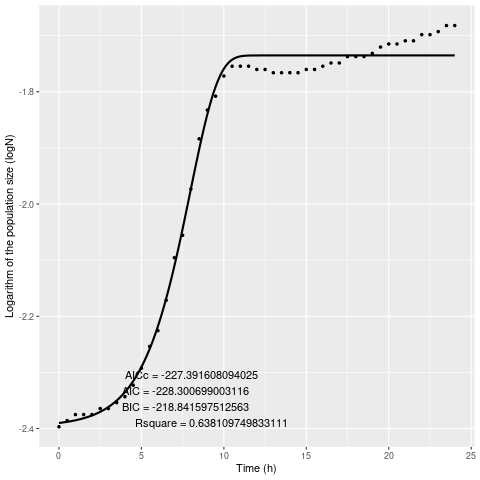 Logarithm of the population size (logN)
-1.8
-2.0
-2.2
-2.4
AICc = -227.391608094025
AIC = -228.300699003116
BIC = -218.841597512563
Rsquare = 0.638109749833111
0 5 10 15 20 25
Time (h)